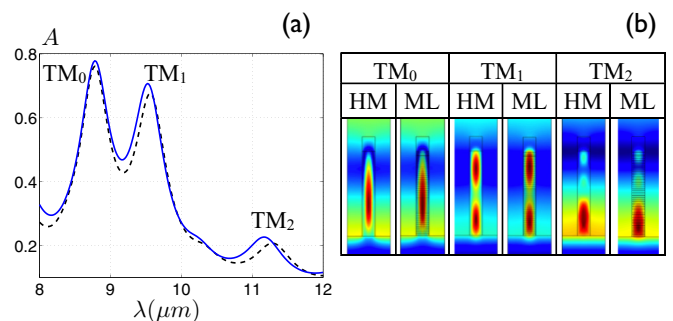 (a)
(b)
A
TM₀
TM₁
TM₂
0.8
0.6
0.4
0.2
8
9
10
11
12
λ(μm)
TM₀ TM₁ TM₂
HM ML HM ML HM ML